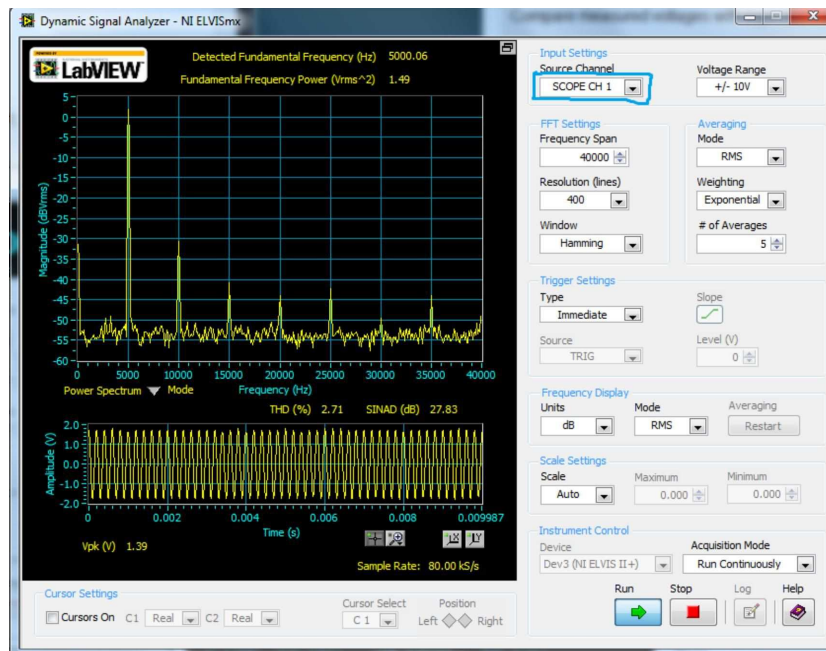 Dynamic Signal Analyzer - NI ELVISmx
LabVIEW
Detected Fundamental Frequency (Hz) 5000.06
Fundamental Frequency Power (Vrms^2) 1.49
Magnitude (dBVrms)
5
0
-5
-10
-15
-20
-25
-30
-35
-40
-45
-50
-55
-60
0 5000 10000 15000 20000 25000 30000 35000 40000
Power Spectrum Mode Frequency (Hz)
THD (%) 2.71 SINAD (dB) 27.83
Amplitude (V)
2.0
1.0
0.0
-1.0
-2.0
0 0.002 0.004 0.006 0.008 0.009987
Time (s)
Vpk (V) 1.39
Sample Rate: 80.00 kS/s
Cursor Settings
Cursors On C1 Real C2 Real
Cursor Select
C 1
Position
Left Right
Input Settings
Source Channel Voltage Range
SCOPE CH 1 +/- 10V
FFT Settings
Frequency Span
40000
Resolution (lines)
400
Window
Hamming
Averaging
Mode
RMS
Weighting
Exponential
# of Averages
5
Trigger Settings
Type Slope
Immediate
Source Level (V)
TRIG 0
Frequency Display
Units Mode Averaging
dB RMS Restart
Scale Settings
Scale Maximum Minimum
Auto 0.000 0.000
Instrument Control
Device Acquisition Mode
Dev3 (NI ELVIS II+) Run Continuously
Run Stop Log Help